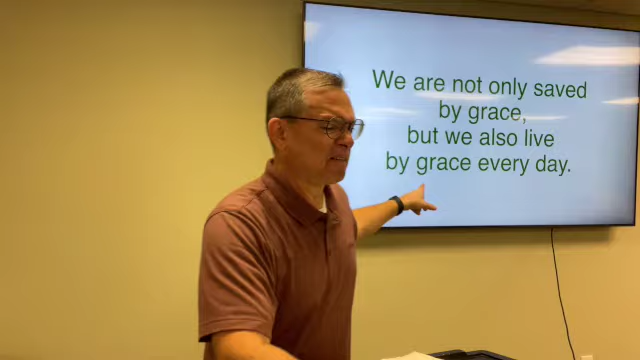 We are not only saved
by grace,
but we also live
by grace every day.